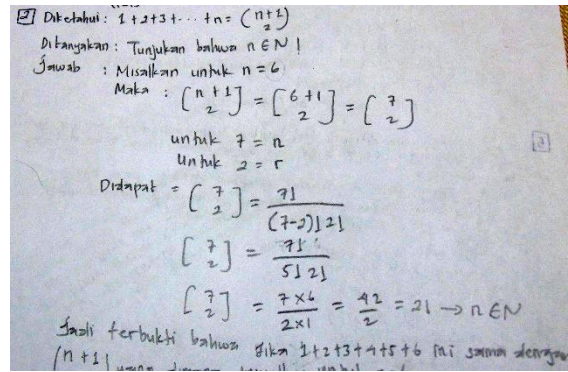 2 Diketahui : 1+2+3+...+n = (n+1 2)
Ditanyakan : Tunjukan bahwa n ∈ N !
Jawab : Misalkan untuk n = 6
Maka : [n+1 2] = [6+1 2] = [7 2]
untuk 7 = n
untuk 2 = r
Didapat = [7 2] = 7! / (7-2)! 2!
[7 2] = 7! / 5! 2!
[7 2] = 7×6 / 2×1 = 42 / 2 = 21 → n ∈ N
Jadi terbukti bahwa jika 1+2+3+4+5+6 ini sama dengan
(n+1